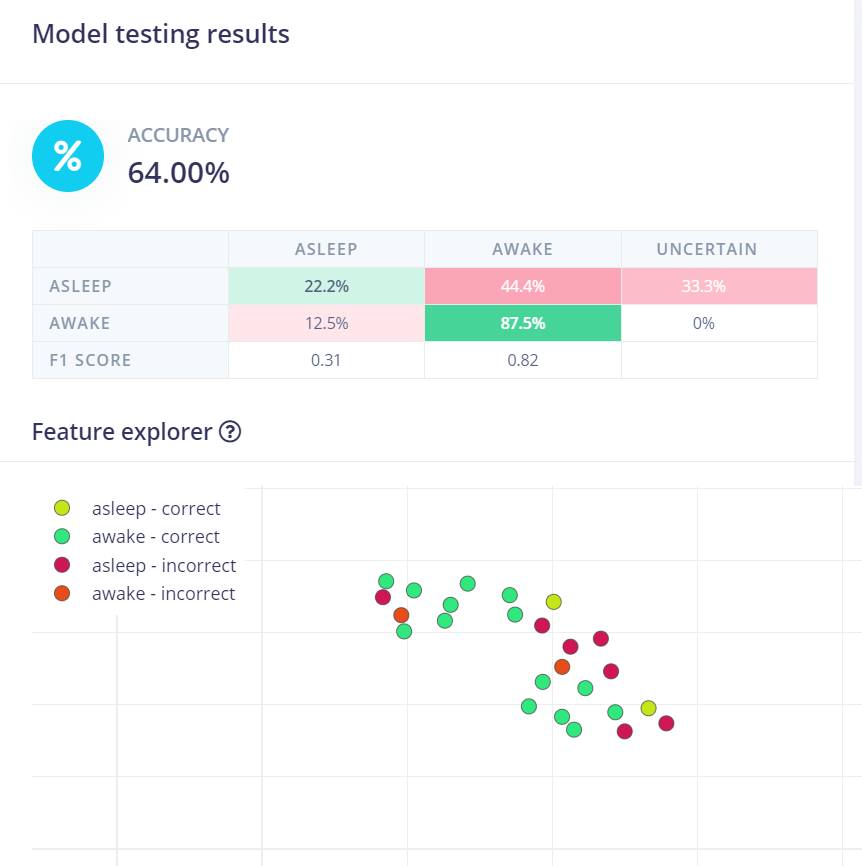 Model testing results
%
ACCURACY
64.00%
ASLEEP AWAKE UNCERTAIN
ASLEEP 22.2% 44.4% 33.3%
AWAKE 12.5% 87.5% 0%
F1 SCORE 0.31 0.82
Feature explorer ?
asleep - correct
awake - correct
asleep - incorrect
awake - incorrect